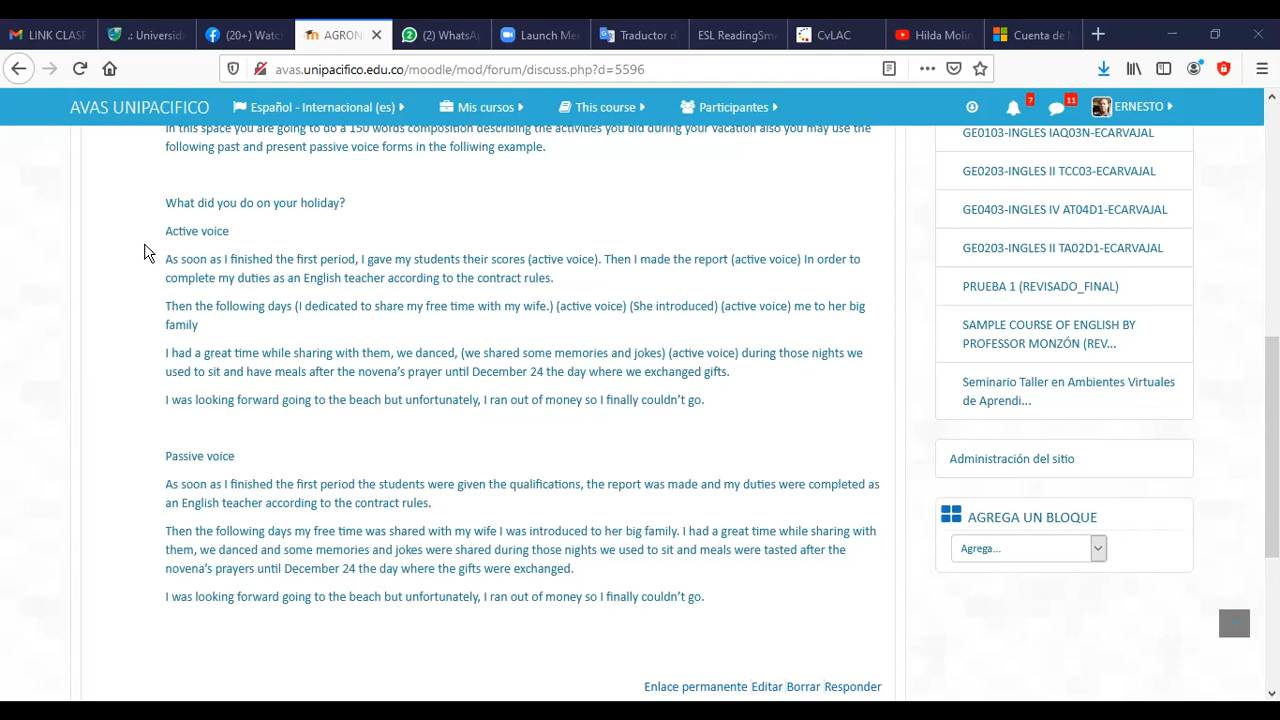 LINK CLASE
.: Universida
(20+) Watch
AGRONO
(2) WhatsA
Launch Me
Traductor d
ESL ReadingSma
CvLAC
Hilda Molin
Cuenta de M
avas.unipacifico.edu.co/moodle/mod/forum/discuss.php?d=5596
AVAS UNIPACIFICO
Español - Internacional (es)
Mis cursos
This course
Participantes
7
11
ERNESTO
In this space you are going to do a 150 words composition describing the activities you did during your vacation also you may use the
following past and present passive voice forms in the folliwing example.
What did you do on your holiday?
Active voice
As soon as I finished the first period, I gave my students their scores (active voice). Then I made the report (active voice) In order to
complete my duties as an English teacher according to the contract rules.
Then the following days (I dedicated to share my free time with my wife.) (active voice) (She introduced) (active voice) me to her big
family
I had a great time while sharing with them, we danced, (we shared some memories and jokes) (active voice) during those nights we
used to sit and have meals after the novena's prayer until December 24 the day where we exchanged gifts.
I was looking forward going to the beach but unfortunately, I ran out of money so I finally couldn't go.
Passive voice
As soon as I finished the first period the students were given the qualifications, the report was made and my duties were completed as
an English teacher according to the contract rules.
Then the following days my free time was shared with my wife I was introduced to her big family. I had a great time while sharing with
them, we danced and some memories and jokes were shared during those nights we used to sit and meals were tasted after the
novena's prayers until December 24 the day where the gifts were exchanged.
I was looking forward going to the beach but unfortunately, I ran out of money so I finally couldn't go.
Enlace permanente Editar Borrar Responder
GE0103-INGLES IAQ03N-ECARVAJAL
GE0203-INGLES II TCC03-ECARVAJAL
GE0403-INGLES IV AT04D1-ECARVAJAL
GE0203-INGLES II TA02D1-ECARVAJAL
PRUEBA 1 (REVISADO_FINAL)
SAMPLE COURSE OF ENGLISH BY
PROFESSOR MONZÓN (REV...
Seminario Taller en Ambientes Virtuales
de Aprendi...
Administración del sitio
AGREGA UN BLOQUE
Agrega...